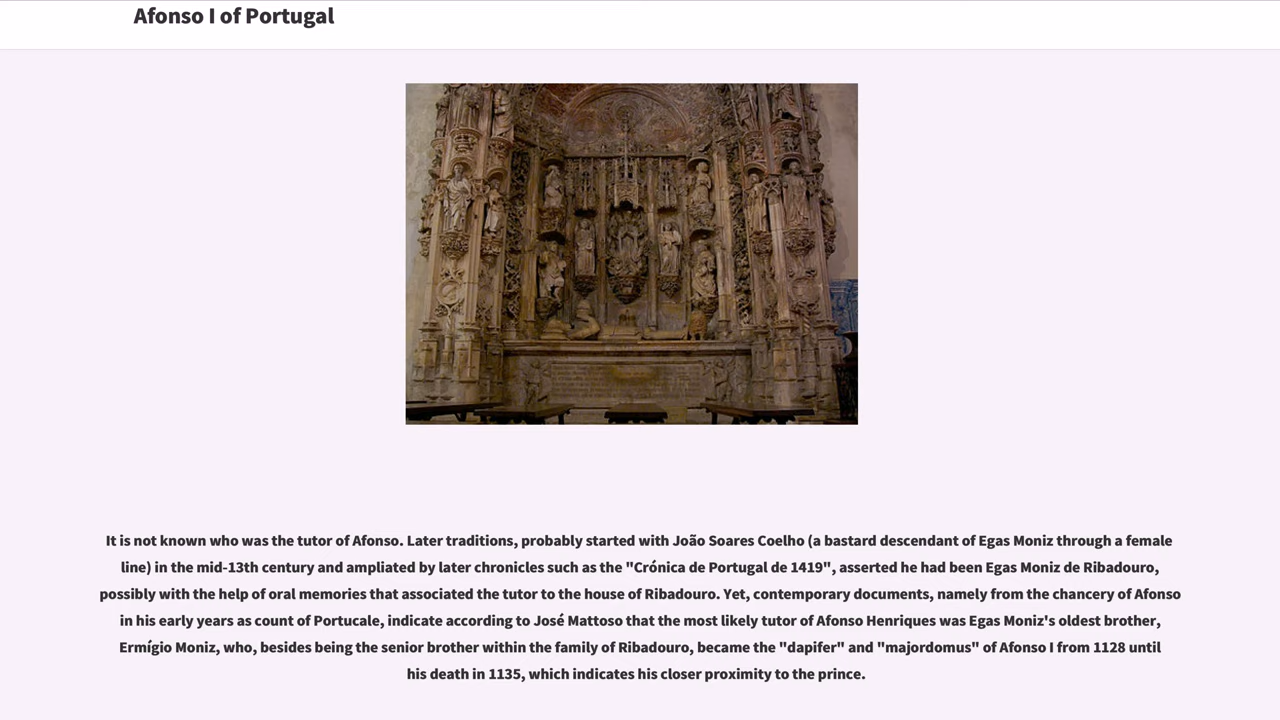 Afonso I of Portugal
It is not known who was the tutor of Afonso. Later traditions, probably started with João Soares Coelho (a bastard descendant of Egas Moniz through a female
line) in the mid-13th century and ampliated by later chronicles such as the "Crónica de Portugal de 1419", asserted he had been Egas Moniz de Ribadouro,
possibly with the help of oral memories that associated the tutor to the house of Ribadouro. Yet, contemporary documents, namely from the chancery of Afonso
in his early years as count of Portucale, indicate according to José Mattoso that the most likely tutor of Afonso Henriques was Egas Moniz's oldest brother,
Ermígio Moniz, who, besides being the senior brother within the family of Ribadouro, became the "dapifer" and "majordomus" of Afonso I from 1128 until
his death in 1135, which indicates his closer proximity to the prince.